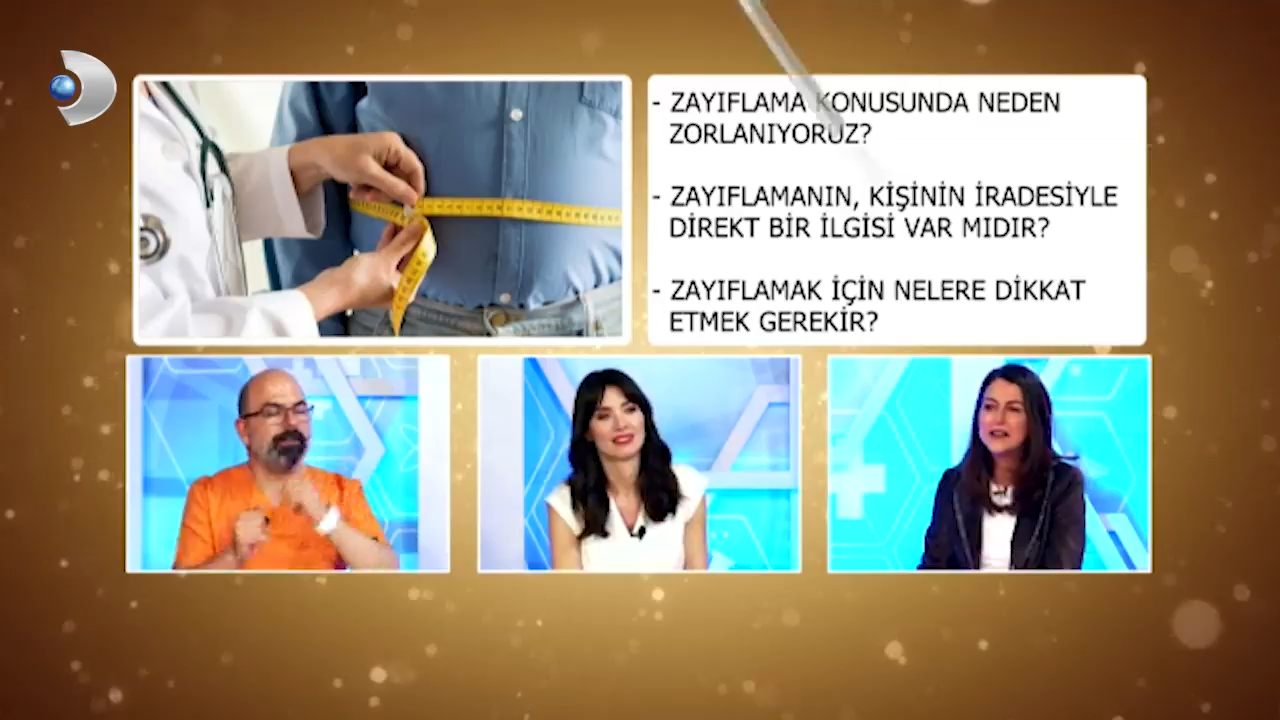 - ZAYIFLAMA KONUSUNDA NEDEN
ZORLANIYORUZ?
- ZAYIFLAMANIN, KİŞİNİN İRADESİYLE
DİREKT BİR İLGİSİ VAR MIDIR?
- ZAYIFLAMAK İÇİN NELERE DİKKAT
ETMEK GEREKİR?